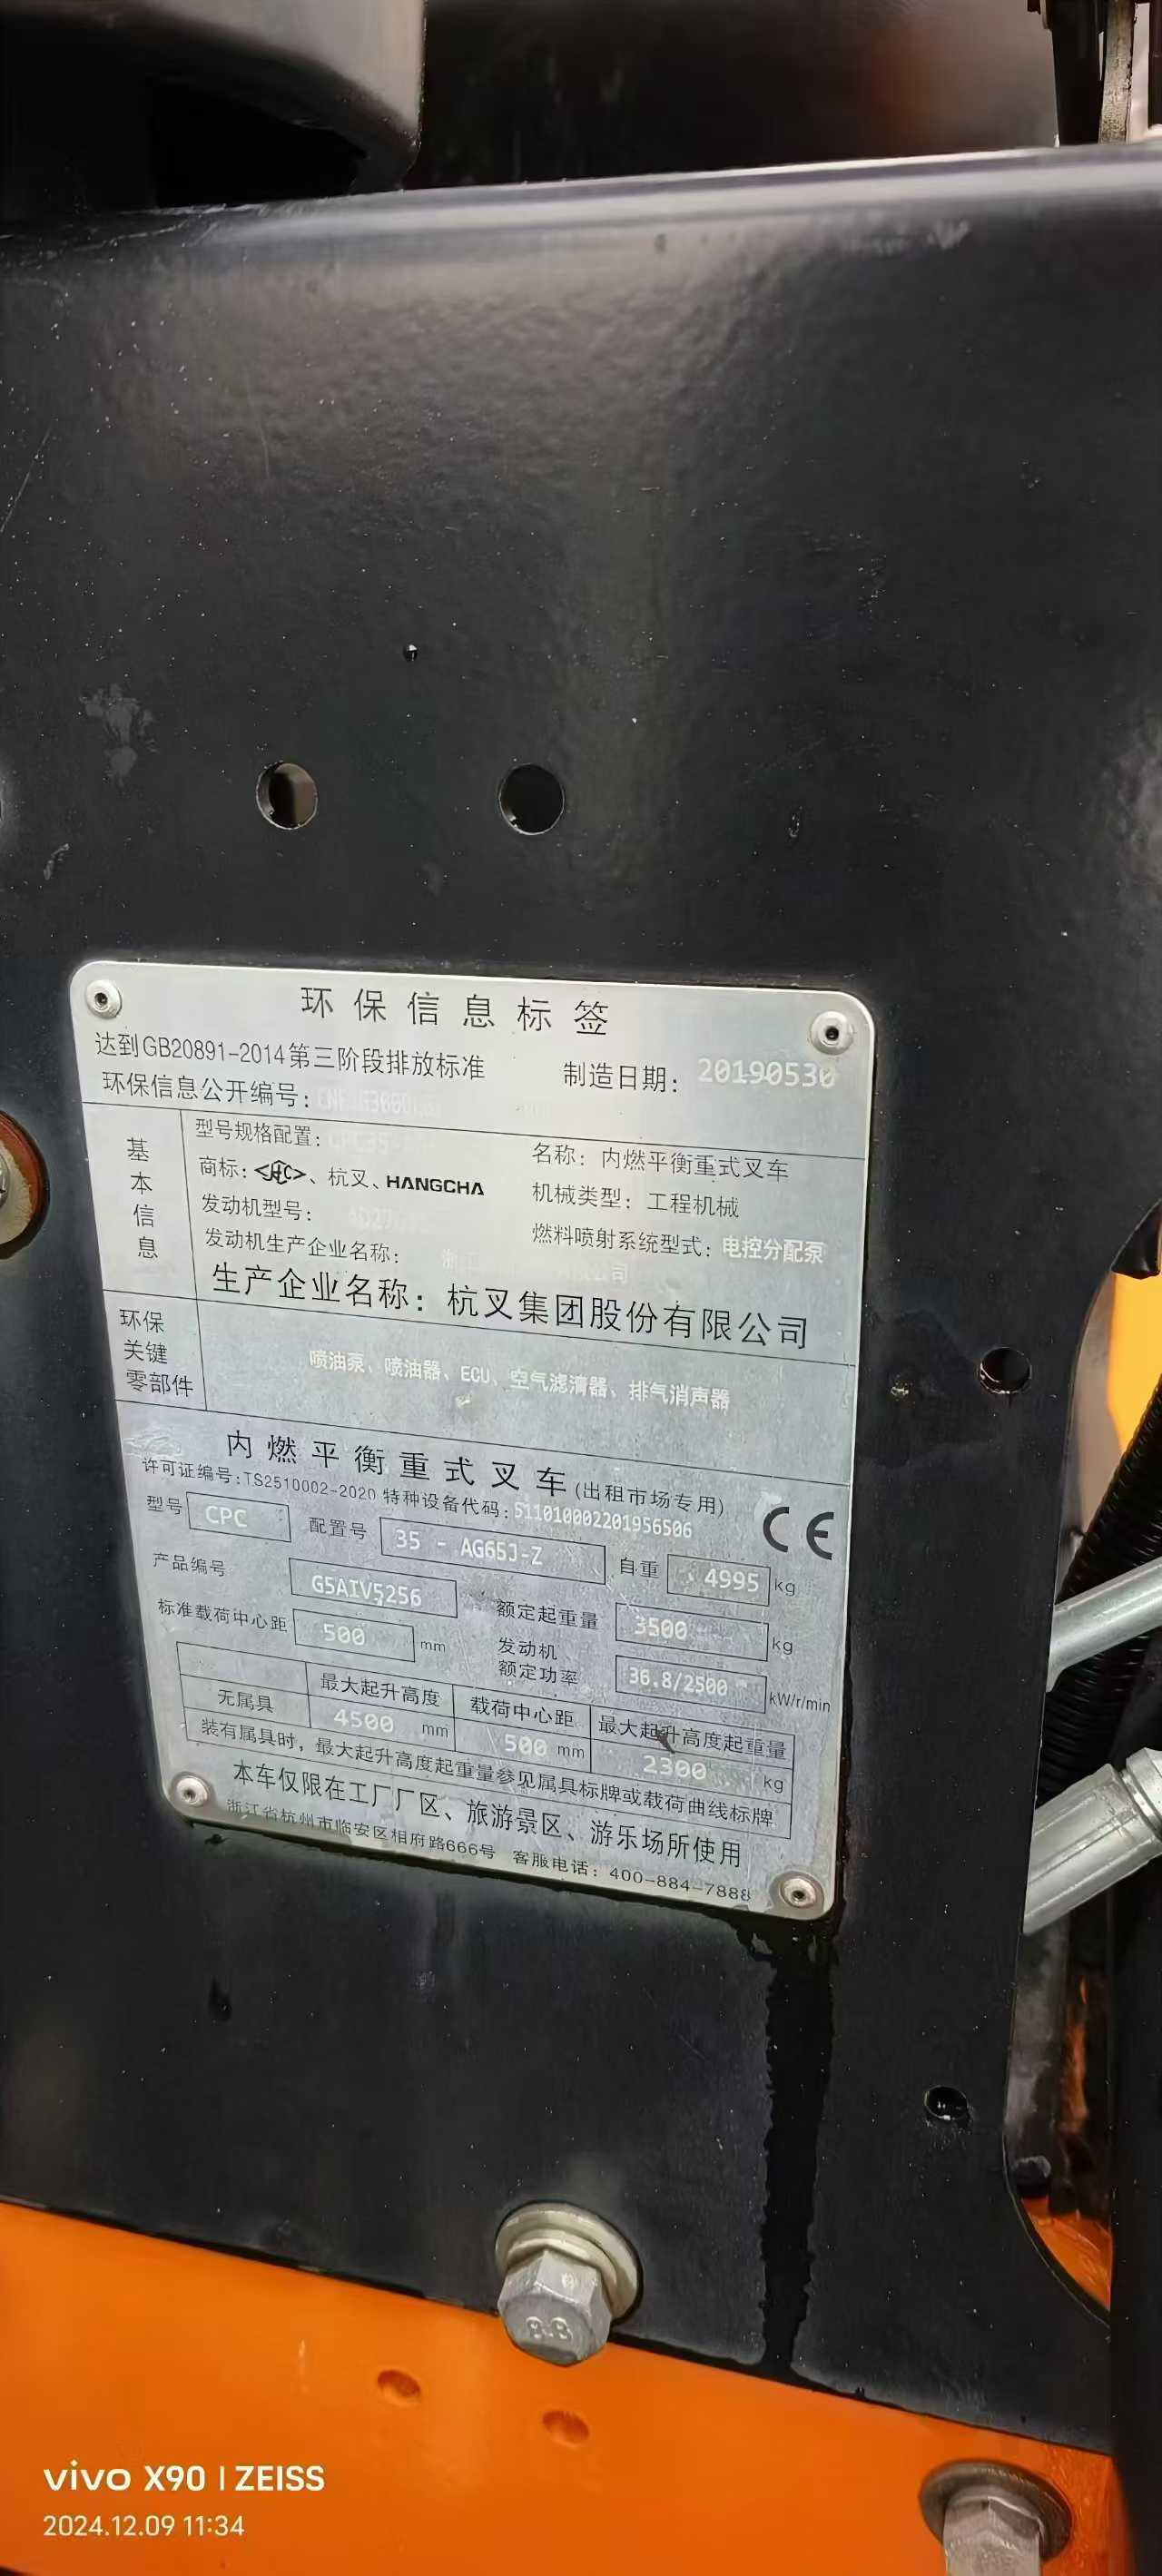 环保信息标签
达到GB20891-2014第三阶段排放标准 制造日期：20190530
环保信息公开编号：
基本信息
型号规格配置： 名称：内燃平衡重式叉车
商标：HC、杭叉、HANGCHA 机械类型：工程机械
发动机型号： 燃料喷射系统型式：电控分配泵
发动机生产企业名称：
生产企业名称：杭叉集团股份有限公司
环保关键零部件 喷油泵、喷油器、ECU、空气滤清器、排气消声器
内燃平衡重式叉车(出租市场专用)
许可证编号:TS2510002-2020 特种设备代码:511010002201956506
型号 CPC 配置号 35 - AG65J-Z 自重 4995 kg CE
产品编号 G5AIV5256 额定起重量 3500 kg
标准载荷中心距 500 mm 发动机额定功率 36.8/2500 kW/r/min
最大起升高度 载荷中心距 最大起升高度起重量
无属具 4500 mm 500 mm 2300 kg
装有属具时，最大起升高度起重量参见属具标牌或载荷曲线标牌
本车仅限在工厂厂区、旅游景区、游乐场所使用
浙江省杭州市临安区相府路666号 客服电话：400-884-7888
8.8
vivo X90 | ZEISS
2024.12.09 11:34